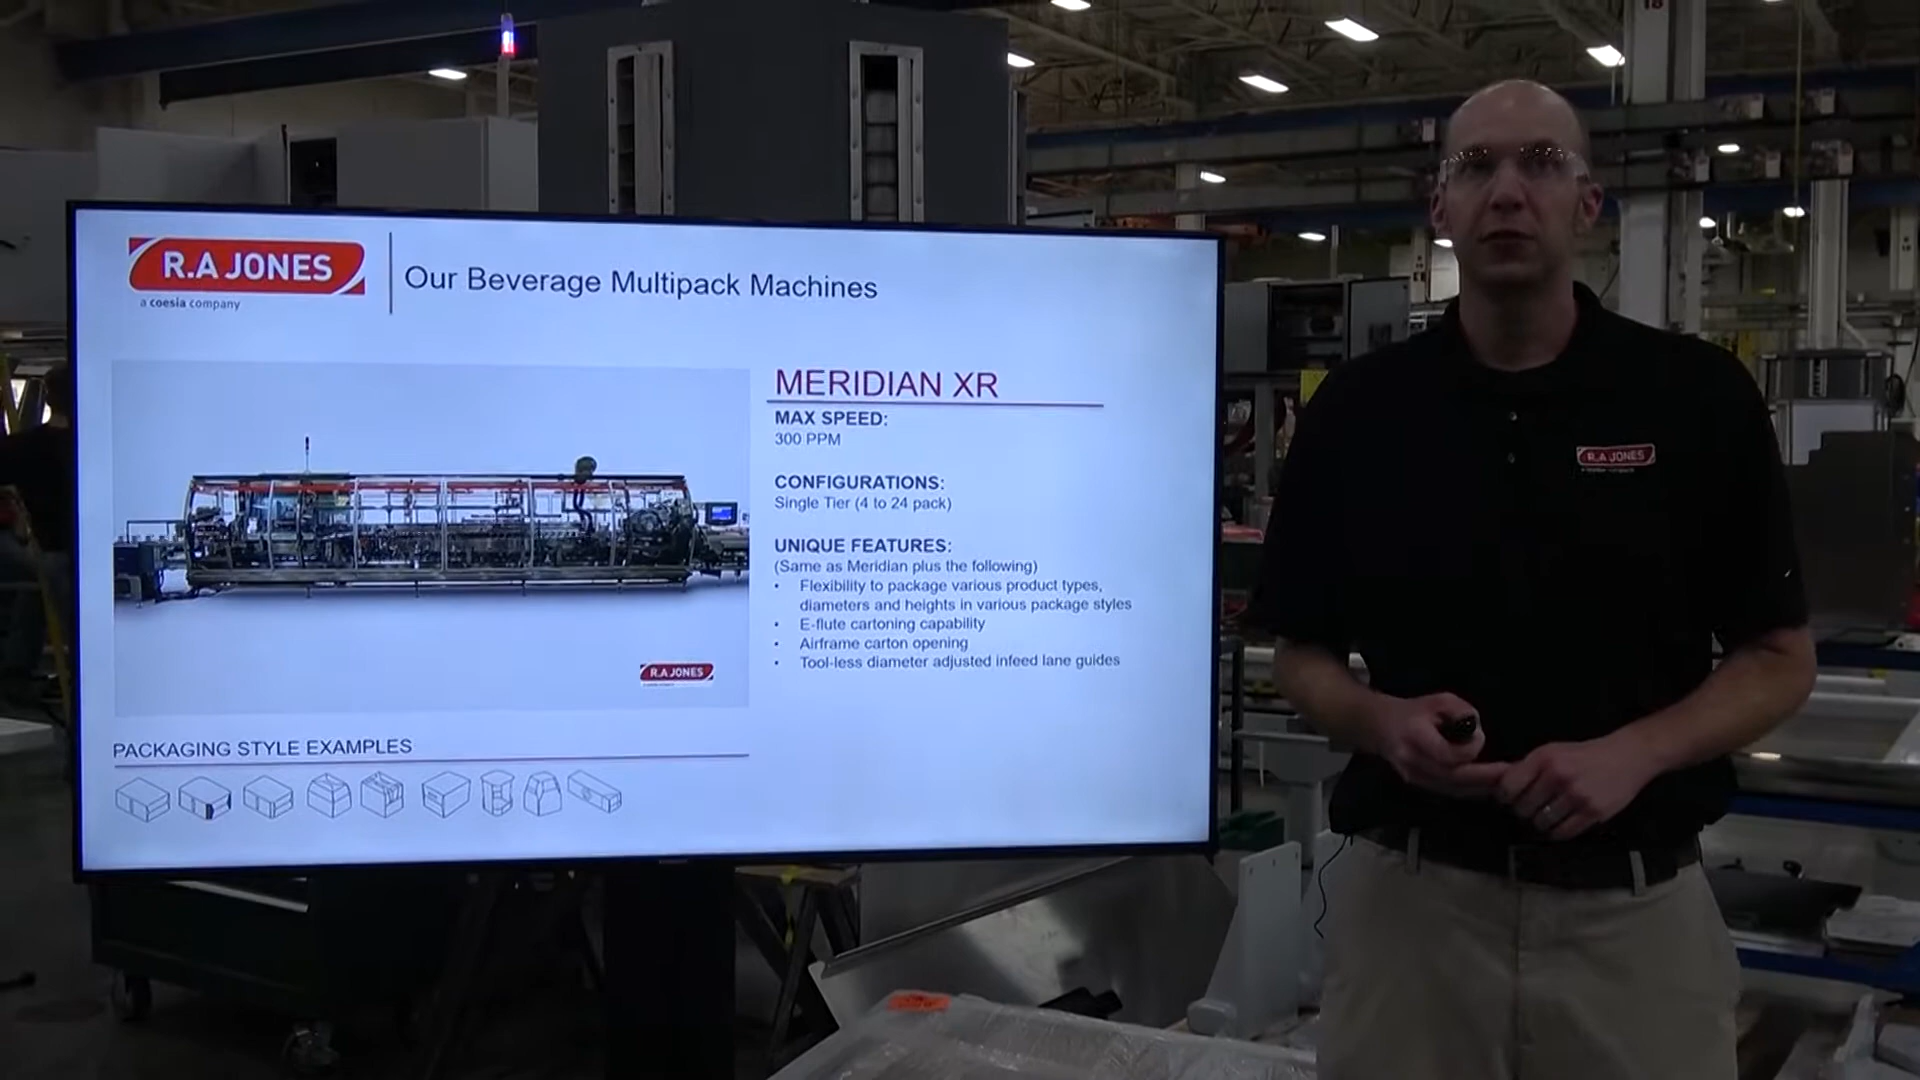 R.A JONES
a coesia company
Our Beverage Multipack Machines
MERIDIAN XR
MAX SPEED:
300 PPM
CONFIGURATIONS:
Single Tier (4 to 24 pack)
UNIQUE FEATURES:
(Same as Meridian plus the following)
• Flexibility to package various product types,
diameters and heights in various package styles
• E-flute cartoning capability
• Airframe carton opening
• Tool-less diameter adjusted infeed lane guides
R.A JONES
PACKAGING STYLE EXAMPLES
R.A JONES
18